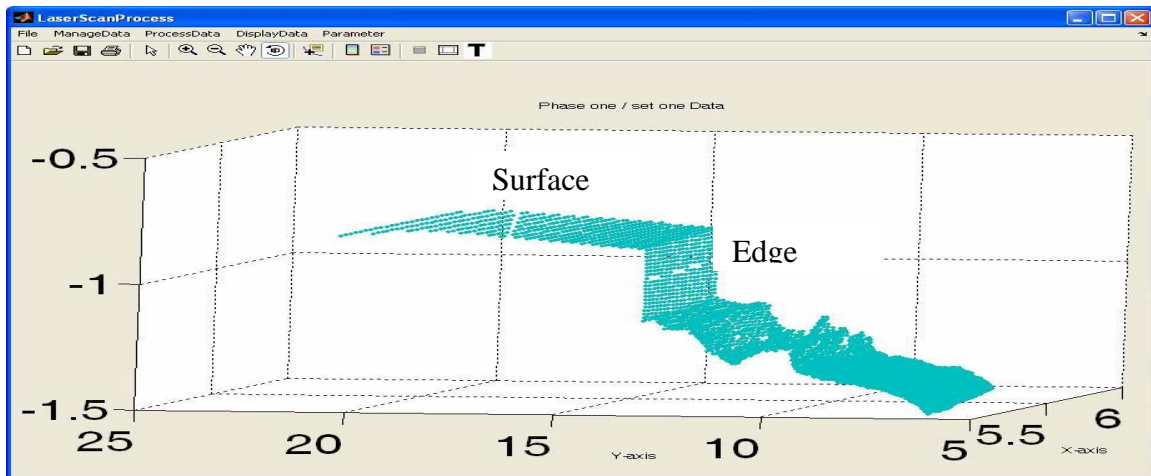 LaserScanProcess
File ManageData ProcessData DisplayData Parameter
T
Phase one / set one Data
-0.5
Surface
Edge
-1
-1.5
25 20 15 10 5 5.5 6
Y-axis X-axis